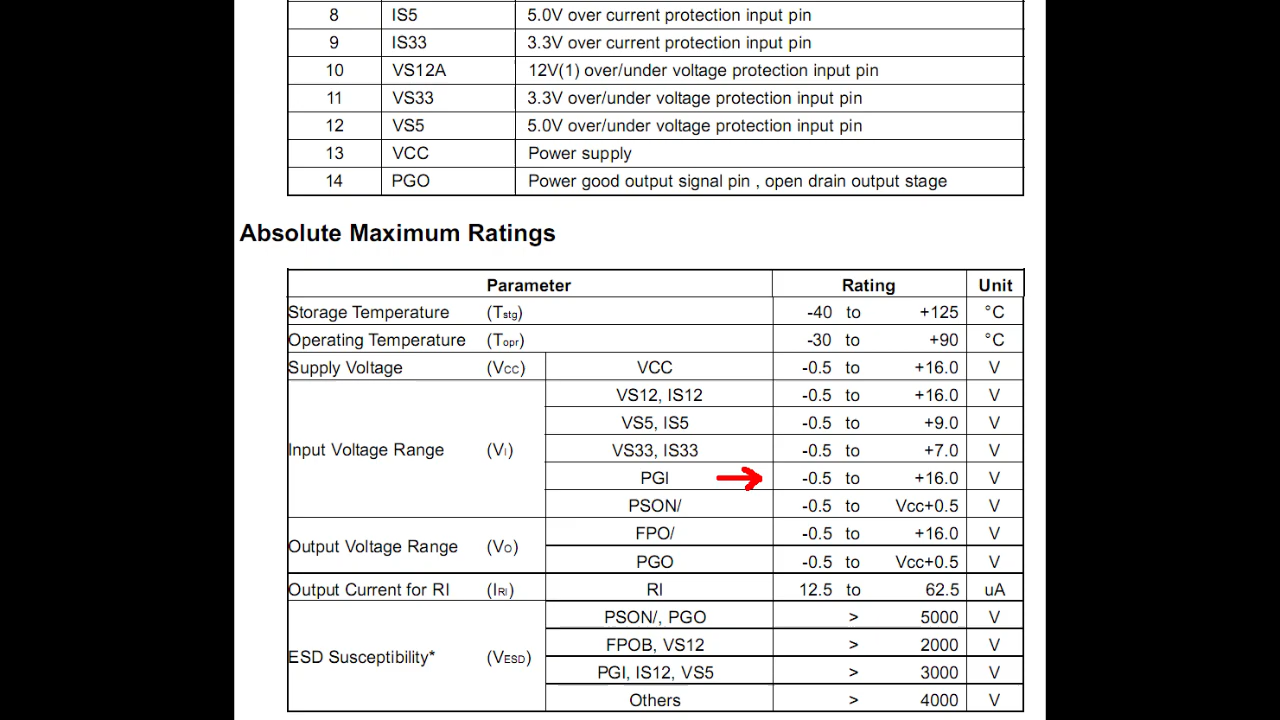 8 IS5 5.0V over current protection input pin
9 IS33 3.3V over current protection input pin
10 VS12A 12V(1) over/under voltage protection input pin
11 VS33 3.3V over/under voltage protection input pin
12 VS5 5.0V over/under voltage protection input pin
13 VCC Power supply
14 PGO Power good output signal pin , open drain output stage
Absolute Maximum Ratings
Parameter Rating Unit
Storage Temperature (Tstg) -40 to +125 °C
Operating Temperature (Topr) -30 to +90 °C
Supply Voltage (VCC) VCC -0.5 to +16.0 V
VS12, IS12 -0.5 to +16.0 V
VS5, IS5 -0.5 to +9.0 V
Input Voltage Range (VI) VS33, IS33 -0.5 to +7.0 V
PGI -0.5 to +16.0 V
PSON/ -0.5 to Vcc+0.5 V
Output Voltage Range (VO) FPO/ -0.5 to +16.0 V
PGO -0.5 to Vcc+0.5 V
Output Current for RI (IRI) RI 12.5 to 62.5 uA
PSON/, PGO > 5000 V
FPOB, VS12 > 2000 V
ESD Susceptibility* (VESD) PGI, IS12, VS5 > 3000 V
Others > 4000 V